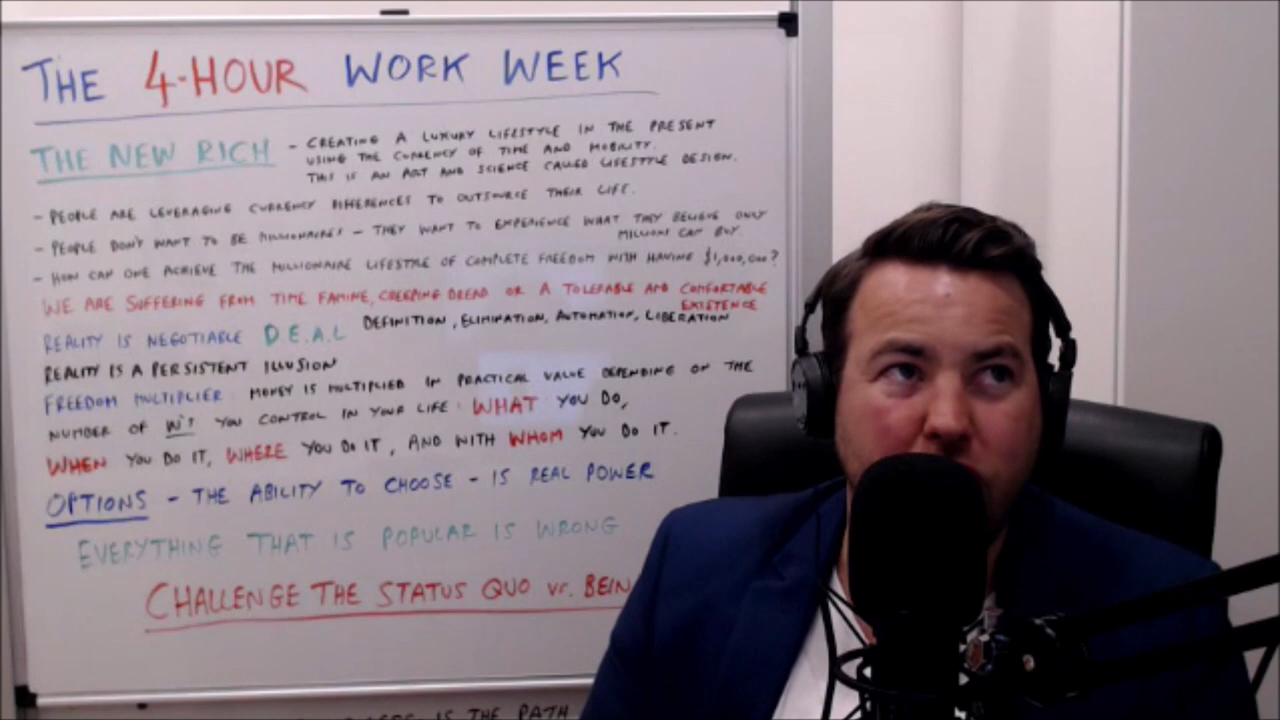 THE 4-HOUR WORK WEEK
THE NEW RICH - CREATING A LUXURY LIFESTYLE IN THE PRESENT
USING THE CURRENCY OF TIME AND MOBILITY.
THIS IS AN ART AND SCIENCE CALLED LIFESTYLE DESIGN.
- PEOPLE ARE LEVERAGING CURRENCY DIFFERENCES TO OUTSOURCE THEIR LIFE.
- PEOPLE DON'T WANT TO BE MILLIONAIRES - THEY WANT TO EXPERIENCE WHAT THEY BELIEVE ONLY
MILLIONS CAN BUY.
- HOW CAN ONE ACHIEVE THE MILLIONAIRE LIFESTYLE OF COMPLETE FREEDOM WITH HAVING $1,000,000?
WE ARE SUFFERING FROM TIME FAMINE, CREEPING DREAD OR A TOLERABLE AND COMFORTABLE
EXISTENCE
REALITY IS NEGOTIABLE D.E.A.L DEFINITION, ELIMINATION, AUTOMATION, LIBERATION
REALITY IS A PERSISTENT ILLUSION
FREEDOM MULTIPLIER: MONEY IS MULTIPLIED IN PRACTICAL VALUE DEPENDING ON THE
NUMBER OF W'S YOU CONTROL IN YOUR LIFE: WHAT YOU DO,
WHEN YOU DO IT, WHERE YOU DO IT, AND WITH WHOM YOU DO IT.
OPTIONS - THE ABILITY TO CHOOSE - IS REAL POWER
EVERYTHING THAT IS POPULAR IS WRONG
CHALLENGE THE STATUS QUO vs. BEIN
IS THE PATH